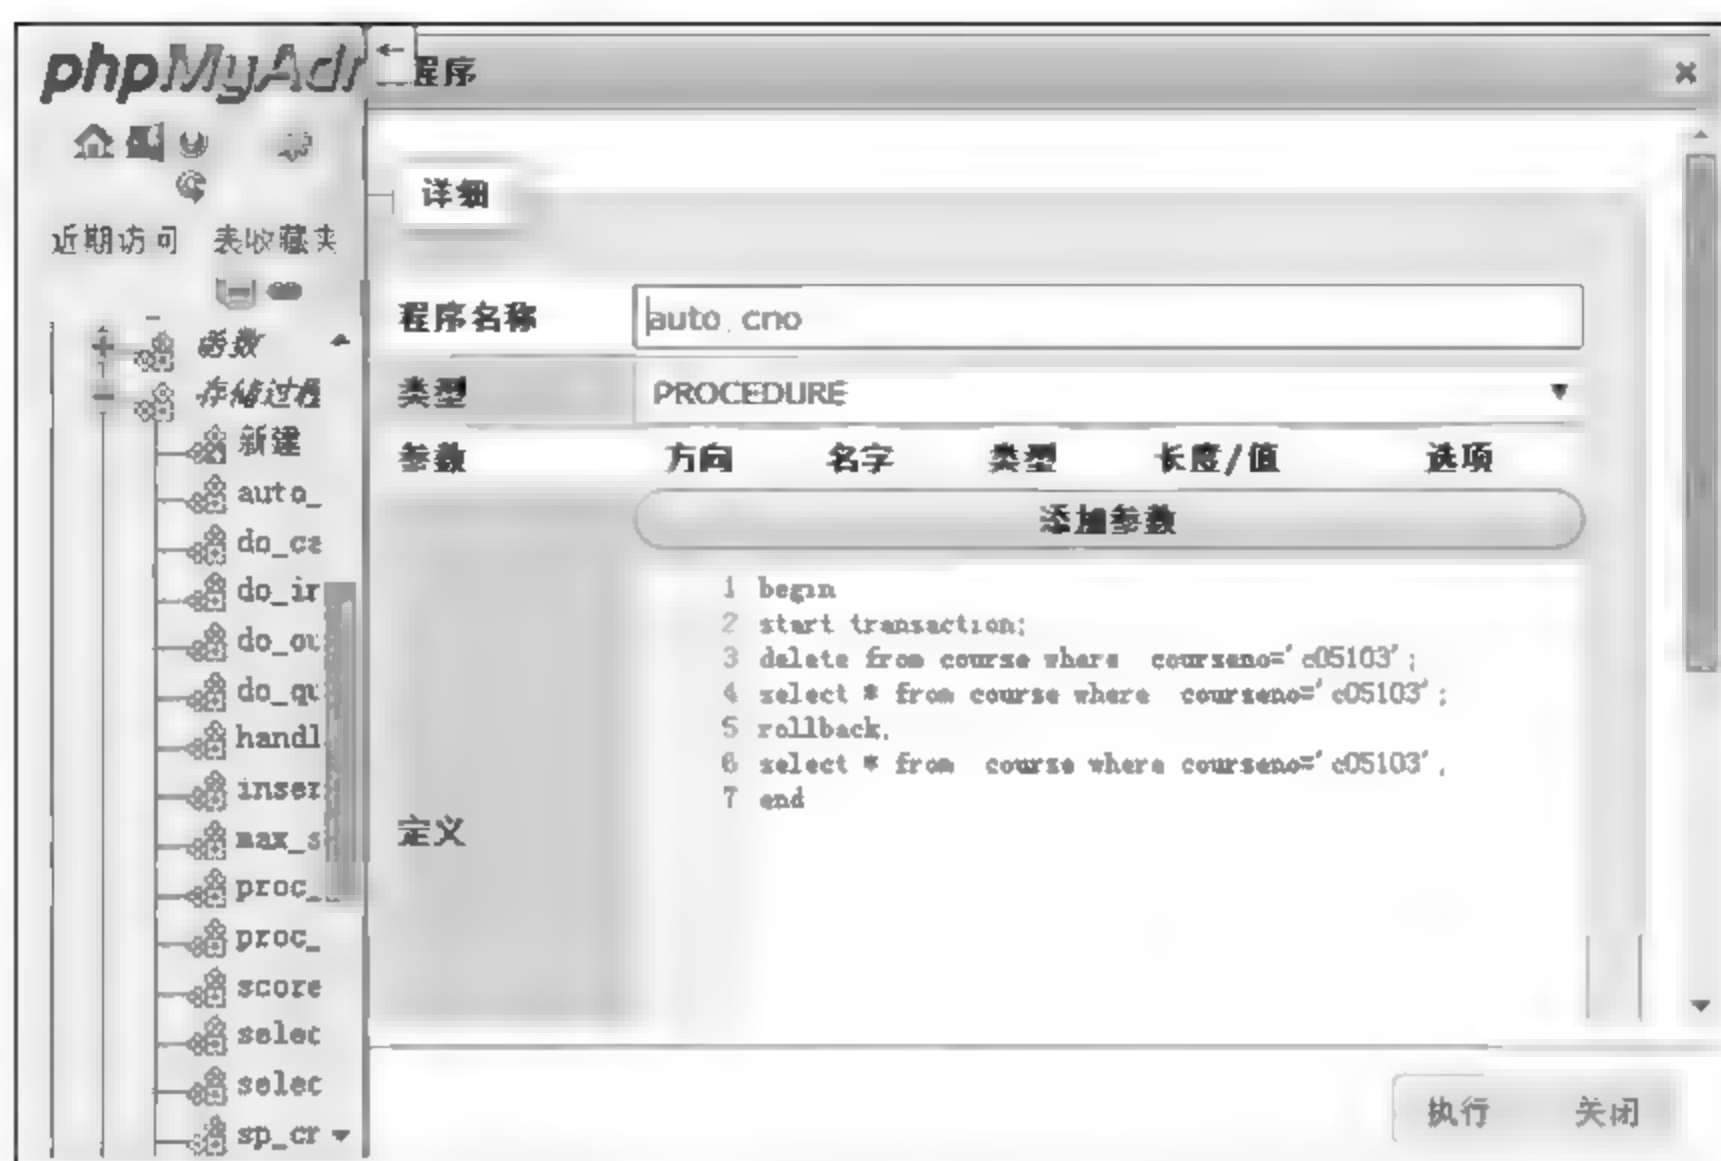 phpMyAdr
程序
近期访问 表收藏夹
函数
存储过程
新建
auto_
do_ca
do_ir
do_ou
do_qu
handl
inser
max_s
proc_
proc_
score
selec
selec
sp_cr
详细
程序名称 auto_cno
类型 PROCEDURE
参数 方向 名字 类型 长度/值 选项
添加参数
定义
1 begin
2 start transaction;
3 delete from course where courseno='c05103';
4 select * from course where courseno='c05103';
5 rollback;
6 select * from course where courseno='c05103';
7 end
执行 关闭